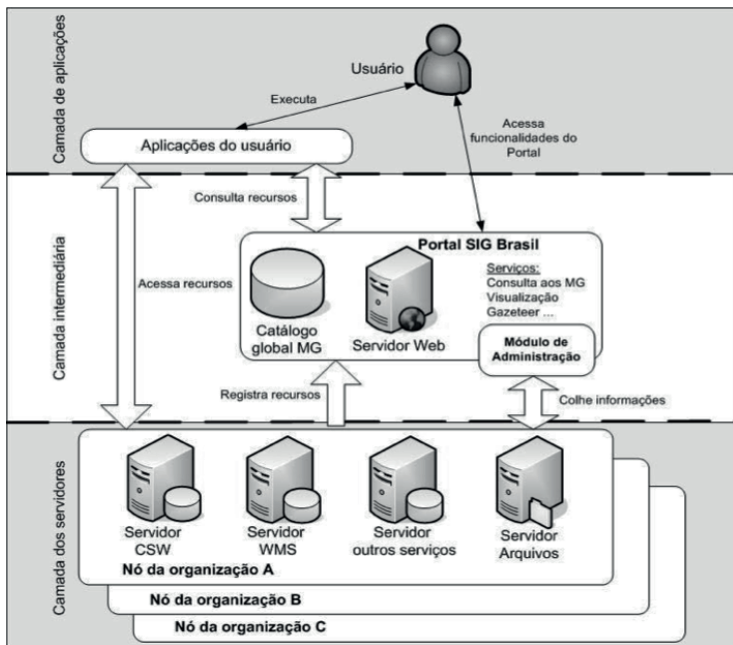 Camada de aplicações
Usuário
Executa
Aplicações do usuário
Acessa
funcionalidades do
Portal
Camada intermediária
Consulta recursos
Acessa recursos
Portal SIG Brasil
Serviços:
Consulta aos MG
Visualização
Gazeteer ...
Catálogo
global MG
Servidor Web
Módulo de
Administração
Registra recursos
Colhe informações
Camada dos servidores
Servidor
CSW
Servidor
WMS
Servidor
outros serviços
Servidor
Arquivos
Nó da organização A
Nó da organização B
Nó da organização C